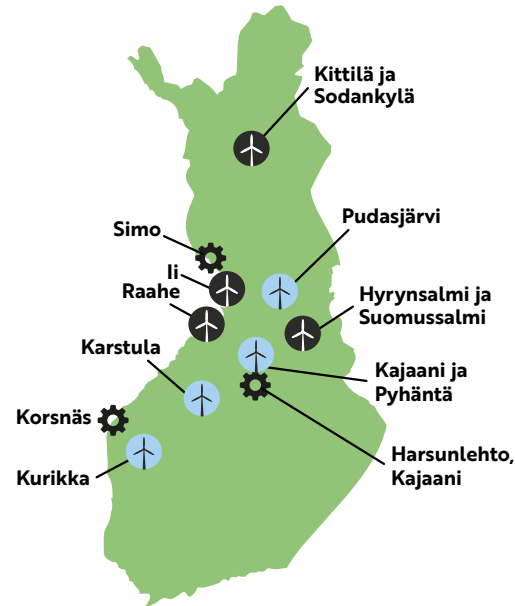 Kittilä ja
Sodankylä
Pudasjärvi
Simo
Ii
Raahe
Hyrynsalmi ja
Suomussalmi
Karstula
Kajaani ja
Pyhäntä
Korsnäs
Harsunlehto,
Kajaani
Kurikka